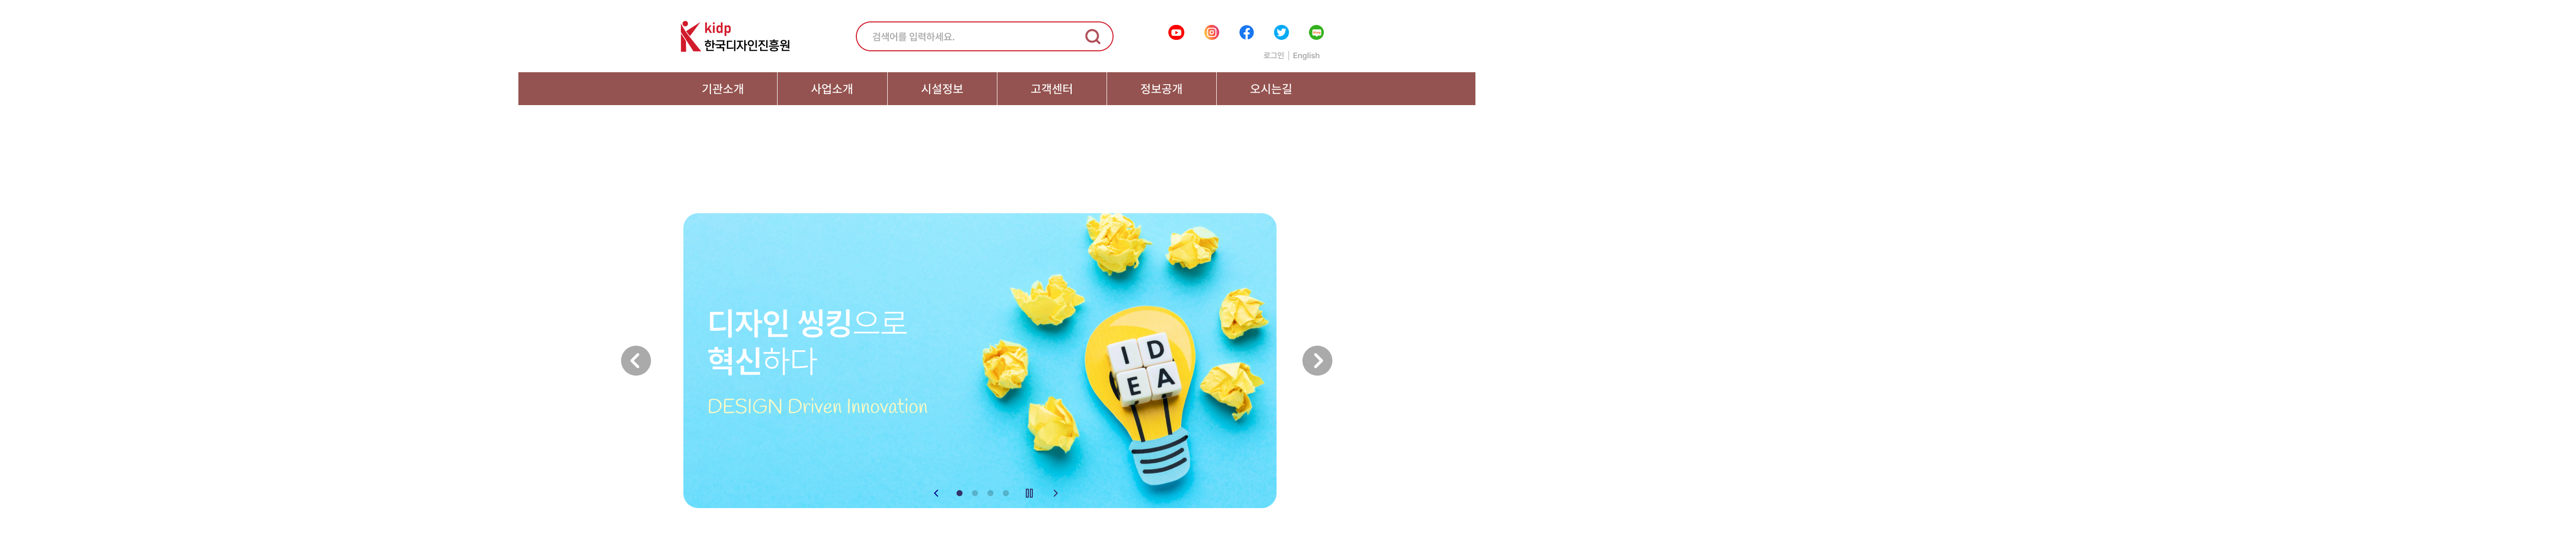 kidp
한국디자인진흥원
검색어를 입력하세요.
로그인 | English
기관소개 사업소개 시설정보 고객센터 정보공개 오시는길
디자인 씽킹으로
혁신하다
DESIGN Driven Innovation
I D
E A